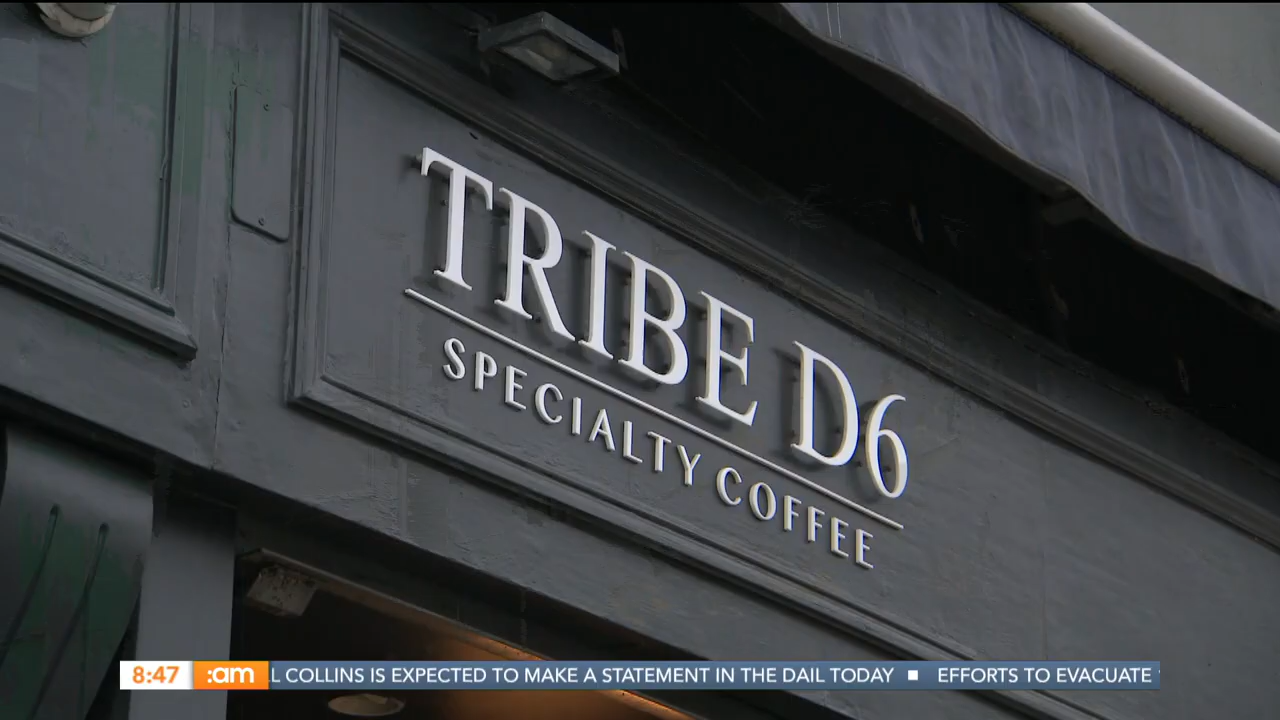 TRIBE D6
SPECIALTY COFFEE
8:47 :am L COLLINS IS EXPECTED TO MAKE A STATEMENT IN THE DAIL TODAY ■ EFFORTS TO EVACUATE